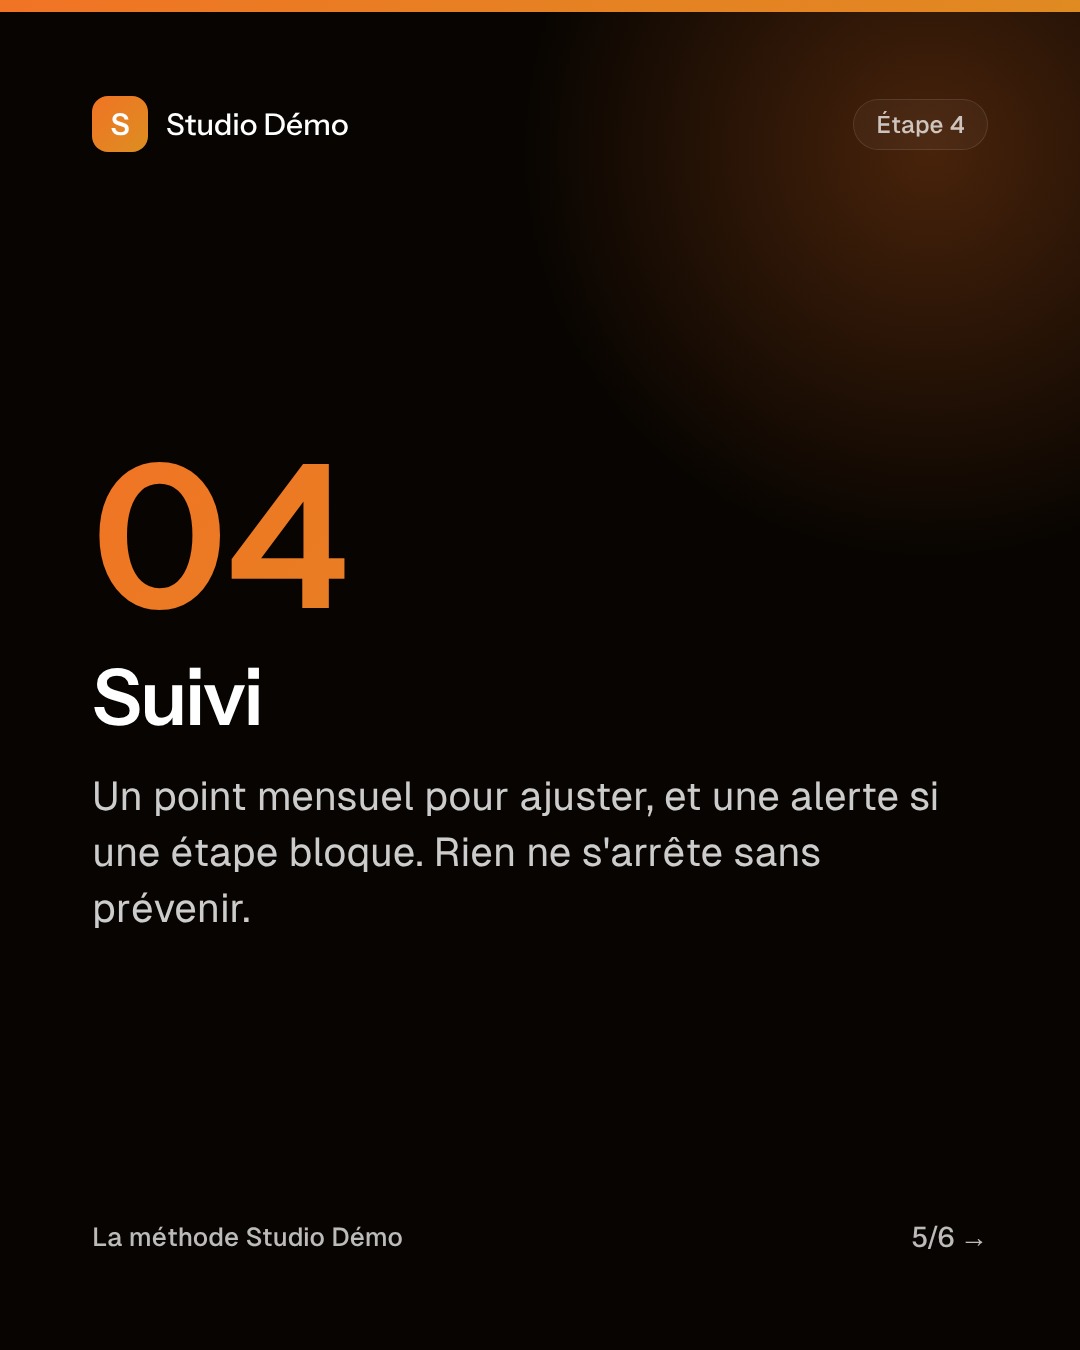 S
Studio Démo
Étape 4
04
Suivi
Un point mensuel pour ajuster, et une alerte si
une étape bloque. Rien ne s'arrête sans
prévenir.
La méthode Studio Démo
5/6 →